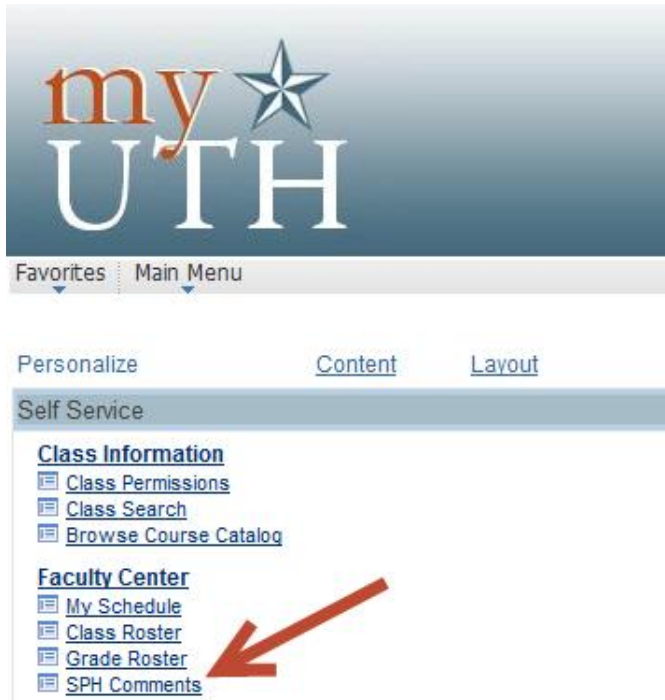 my
UTH
Favorites Main Menu
Personalize Content Layout
Self Service
Class Information
Class Permissions
Class Search
Browse Course Catalog
Faculty Center
My Schedule
Class Roster
Grade Roster
SPH Comments